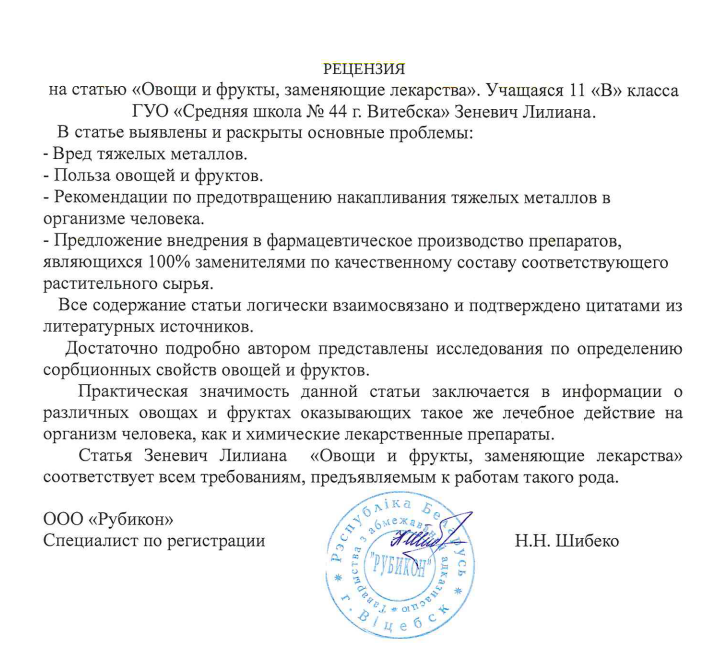 РЕЦЕНЗИЯ
на статью «Овощи и фрукты, заменяющие лекарства». Учащаяся 11 «В» класса
ГУО «Средняя школа № 44 г. Витебска» Зеневич Лилиана.
В статье выявлены и раскрыты основные проблемы:
- Вред тяжелых металлов.
- Польза овощей и фруктов.
- Рекомендации по предотвращению накапливания тяжелых металлов в
организме человека.
- Предложение внедрения в фармацевтическое производство препаратов,
являющихся 100% заменителями по качественному составу соответствующего
растительного сырья.
Все содержание статьи логически взаимосвязано и подтверждено цитатами из
литературных источников.
Достаточно подробно автором представлены исследования по определению
сорбционных свойств овощей и фруктов.
Практическая значимость данной статьи заключается в информации о
различных овощах и фруктах оказывающих такое же лечебное действие на
организм человека, как и химические лекарственные препараты.
Статья Зеневич Лилиана «Овощи и фрукты, заменяющие лекарства»
соответствует всем требованиям, предъявляемым к работам такого рода.
ООО «Рубикон»
Специалист по регистрации Н.Н. Шибеко
Рэспубліка Беларусь
Таварыства з абмежаванай адказнасцю
"РУБИКОН"
г. Віцебск